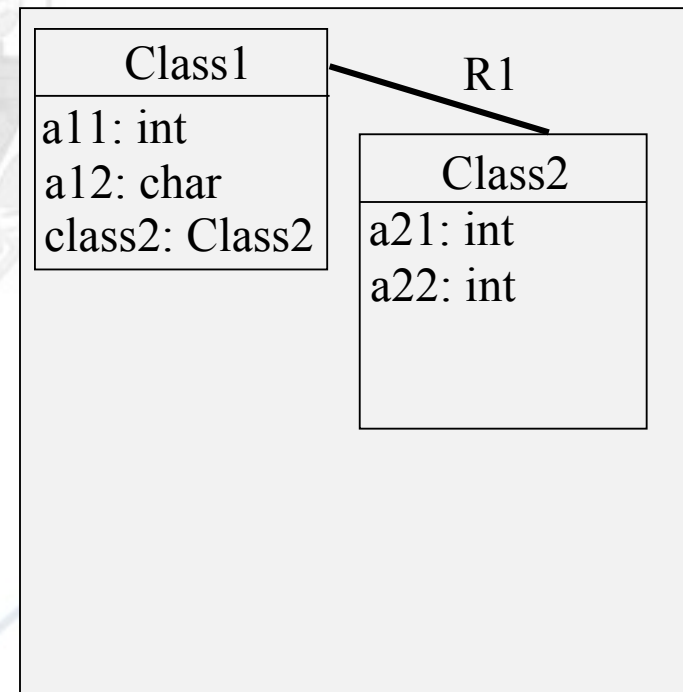 Class1
a11: int
a12: char
class2: Class2
R1
Class2
a21: int
a22: int